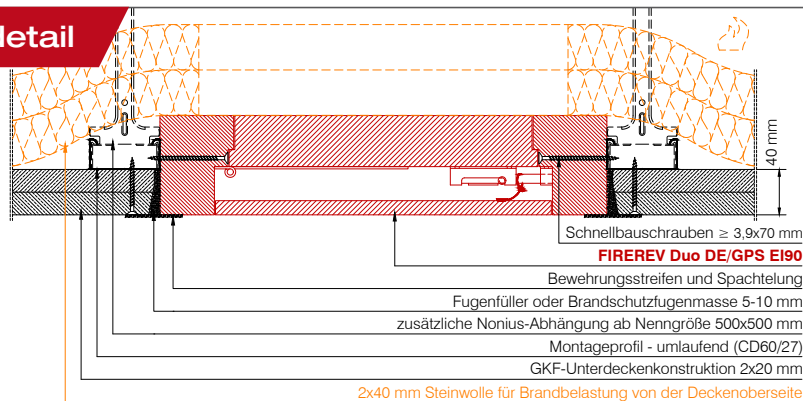 detail
40 mm
Schnellbauschrauben ≥ 3,9x70 mm
FIREREV Duo DE/GPS EI90
Bewehrungsstreifen und Spachtelung
Fugenfüller oder Brandschutzfugenmasse 5-10 mm
zusätzliche Nonius-Abhängung ab Nenngröße 500x500 mm
Montageprofil - umlaufend (CD60/27)
GKF-Unterdeckenkonstruktion 2x20 mm
2x40 mm Steinwolle für Brandbelastung von der Deckenoberseite